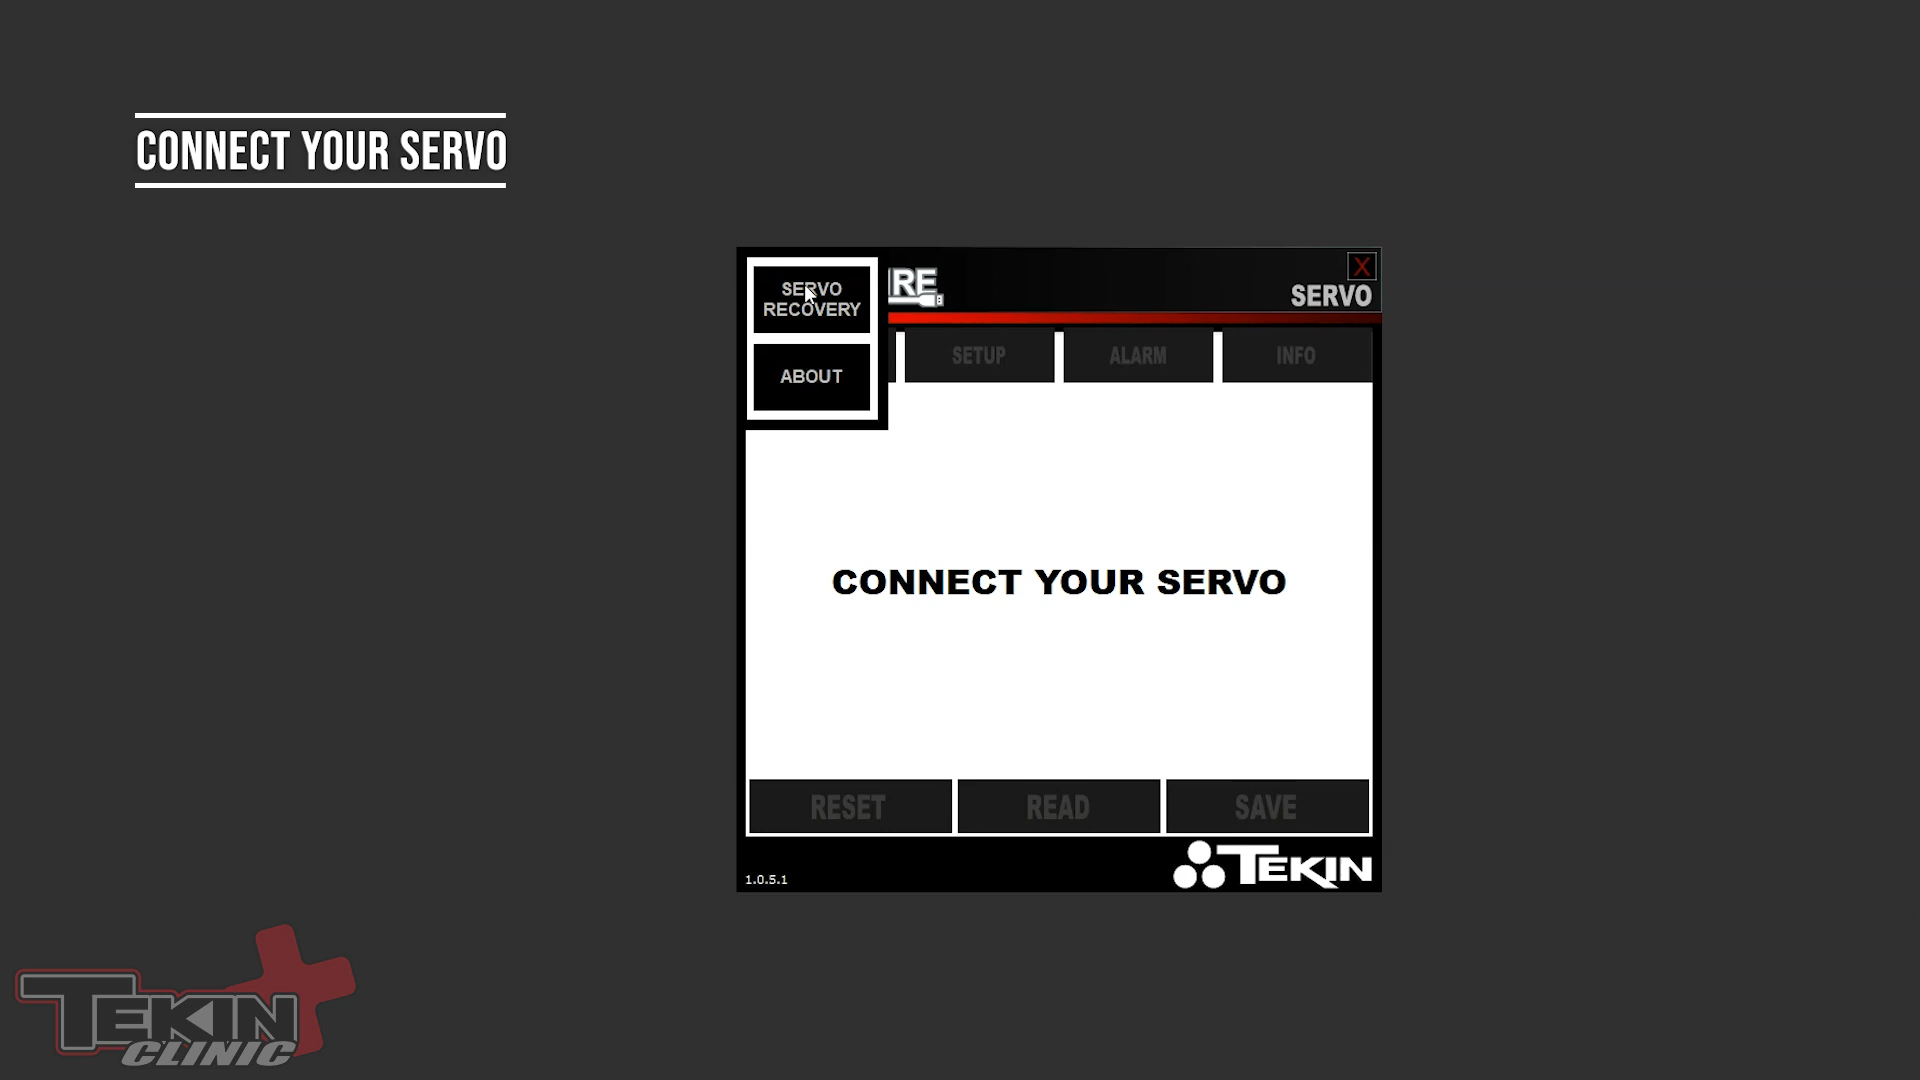 CONNECT YOUR SERVO
SERVO
RECOVERY
ABOUT
IRE
SERVO
SETUP
ALARM
INFO
CONNECT YOUR SERVO
RESET
READ
SAVE
1.0.5.1
TEKIN
TEKIN
CLINIC